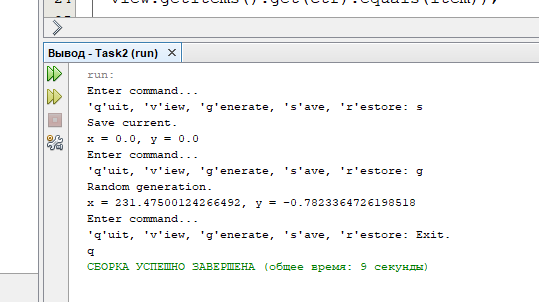 24 view.getItems().get(ctr).equals(item));
Вывод - Task2 (run) ×
run:
Enter command...
'q'uit, 'v'iew, 'g'enerate, 's'ave, 'r'estore: s
Save current.
x = 0.0, y = 0.0
Enter command...
'q'uit, 'v'iew, 'g'enerate, 's'ave, 'r'estore: g
Random generation.
x = 231.47500124266492, y = -0.7823364726198518
Enter command...
'q'uit, 'v'iew, 'g'enerate, 's'ave, 'r'estore: Exit.
q
СБОРКА УСПЕШНО ЗАВЕРШЕНА (общее время: 9 секунды)